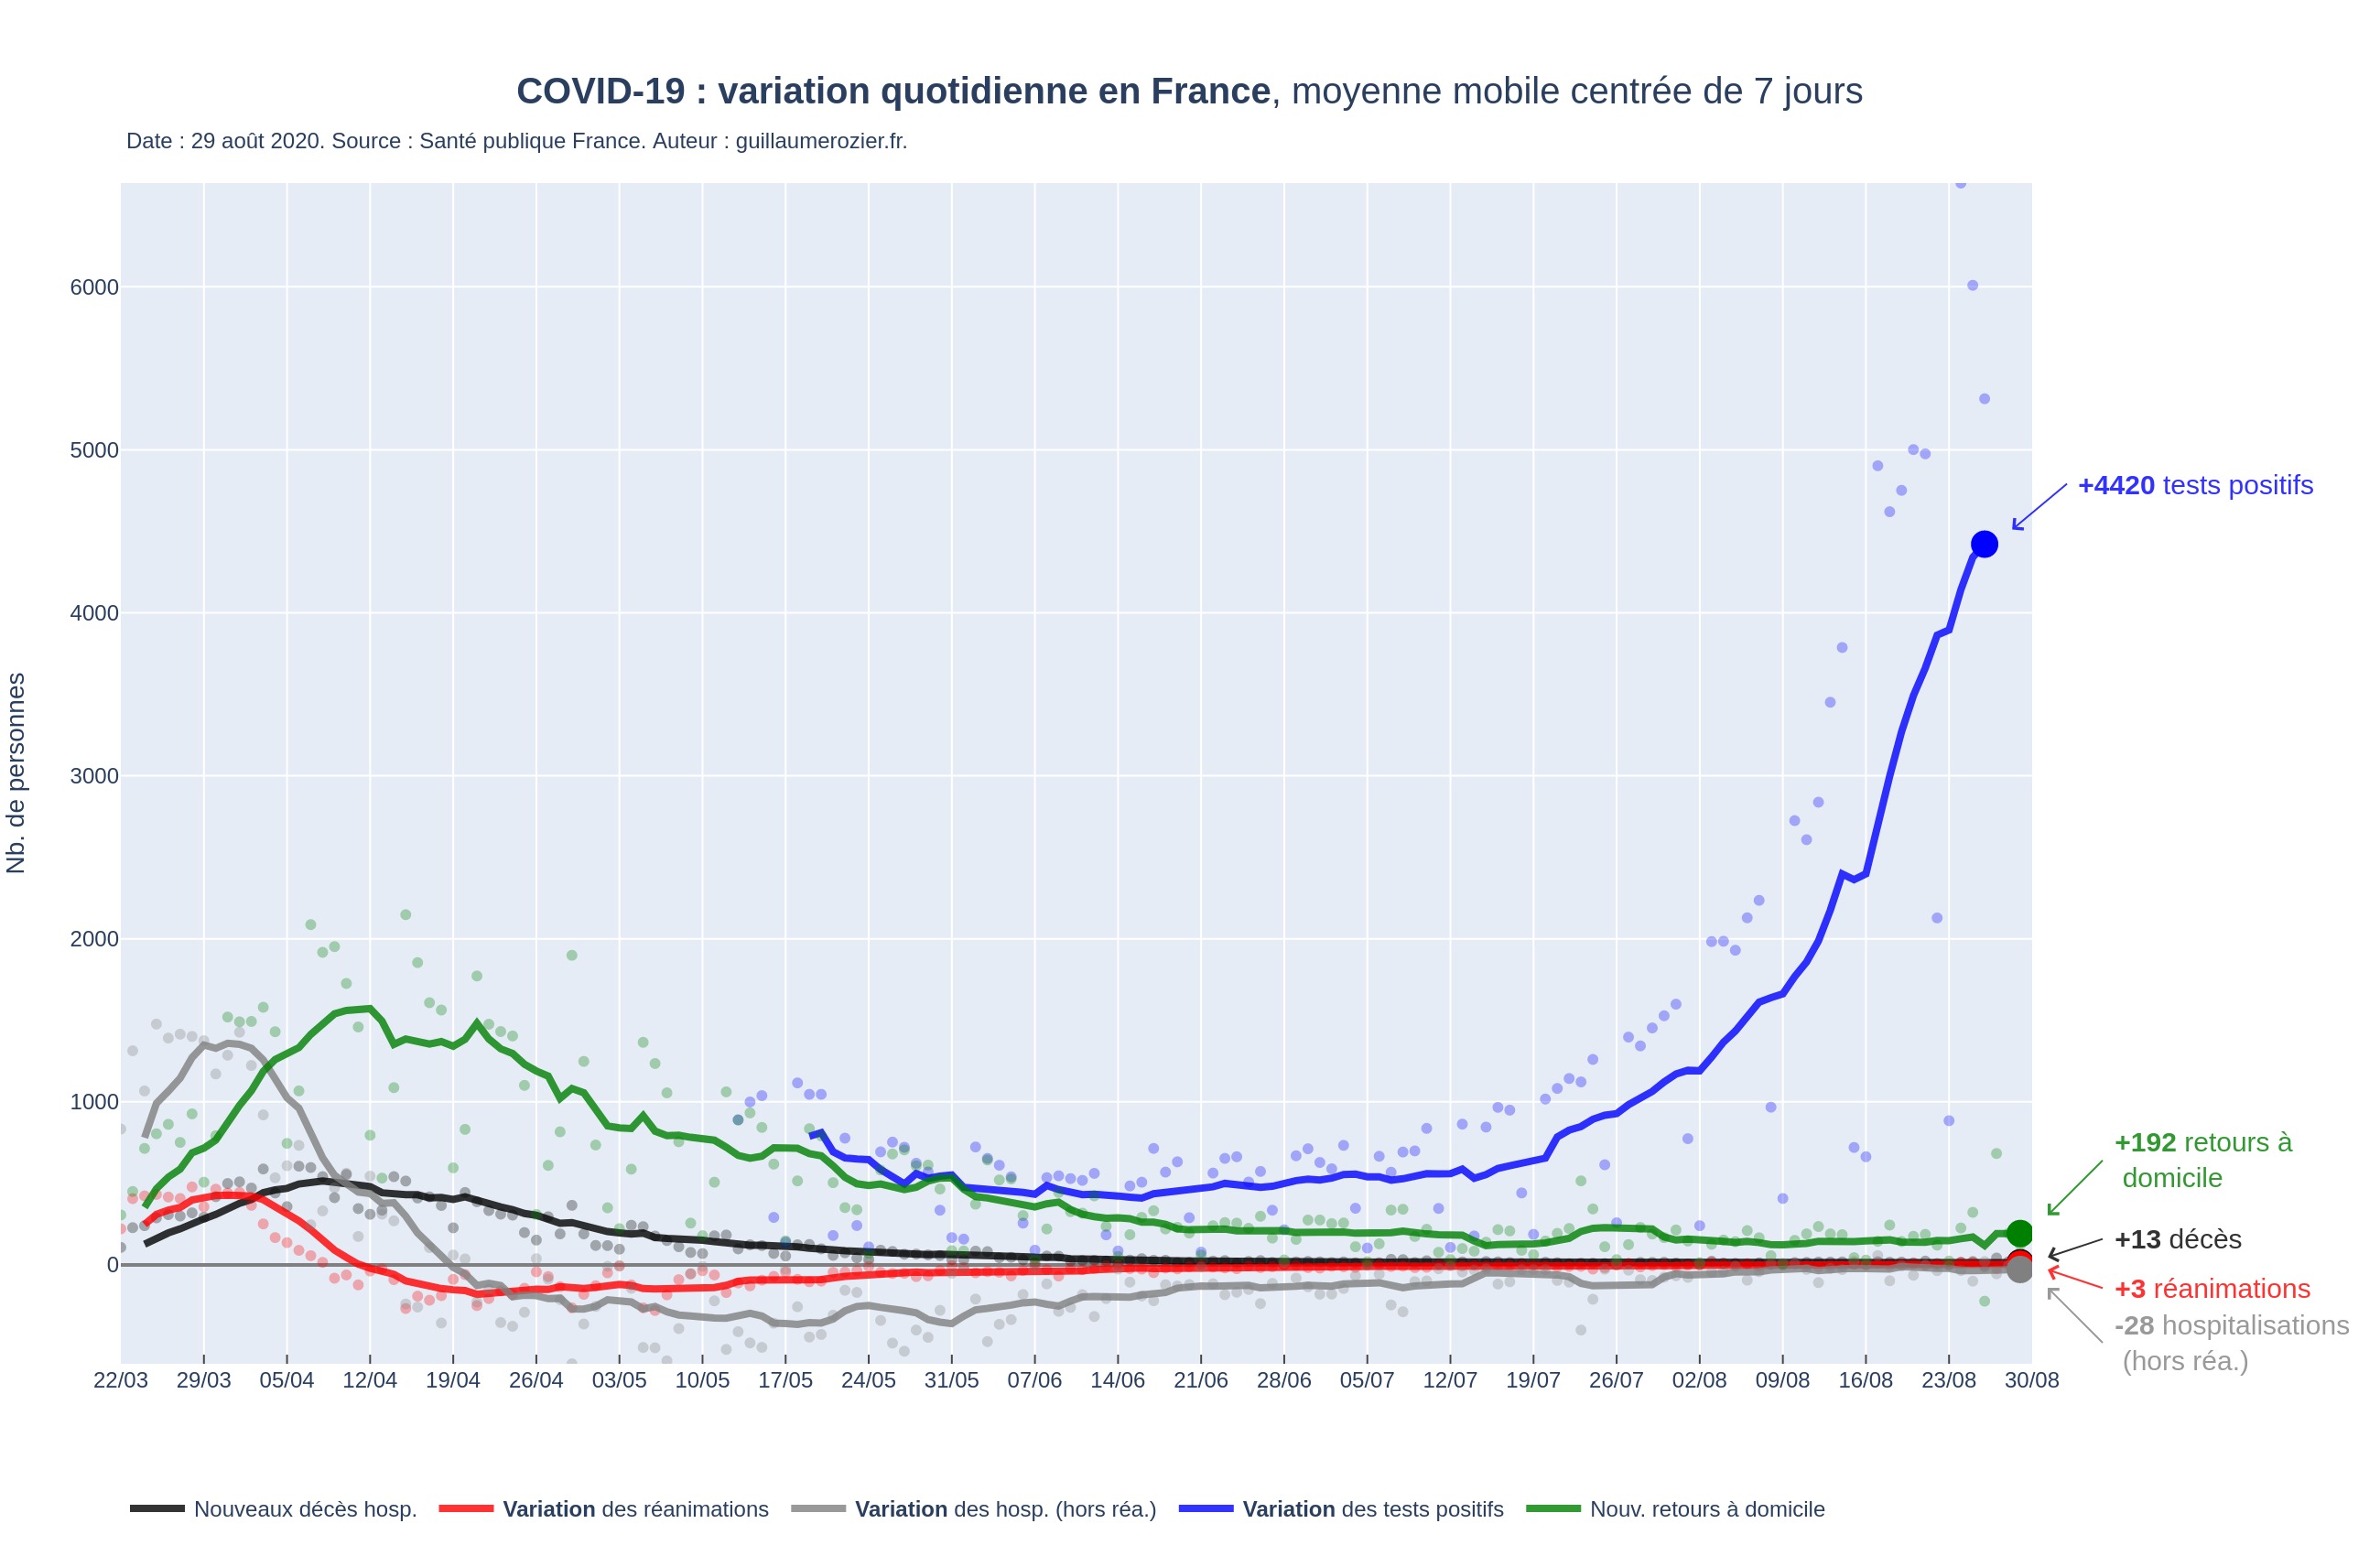 COVID-19 : variation quotidienne en France, moyenne mobile centrée de 7 jours
Date : 29 août 2020. Source : Santé publique France. Auteur : guillaumerozier.fr.
Nb. de personnes
6000
5000
4000
3000
2000
1000
0
+4420 tests positifs
+192 retours à
domicile
+13 décès
+3 réanimations
-28 hospitalisations
(hors réa.)
22/03 29/03 05/04 12/04 19/04 26/04 03/05 10/05 17/05 24/05 31/05 07/06 14/06 21/06 28/06 05/07 12/07 19/07 26/07 02/08 09/08 16/08 23/08 30/08
Nouveaux décès hosp. Variation des réanimations Variation des hosp. (hors réa.) Variation des tests positifs Nouv. retours à domicile